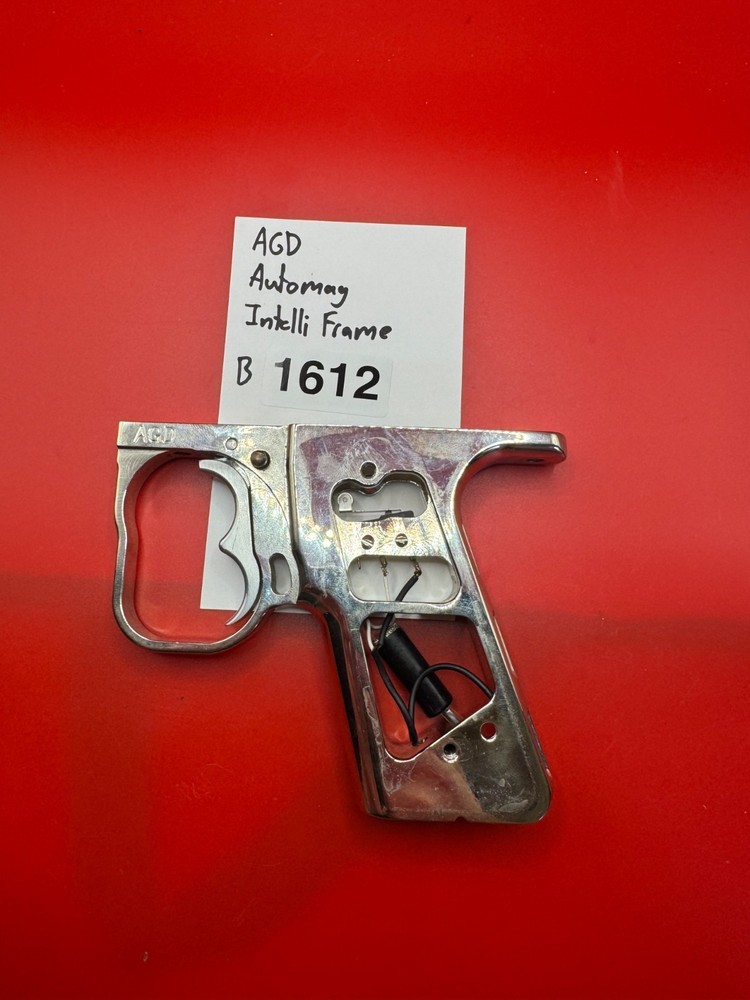 AGD
Automag
Intelli Frame
B 1612
AGD